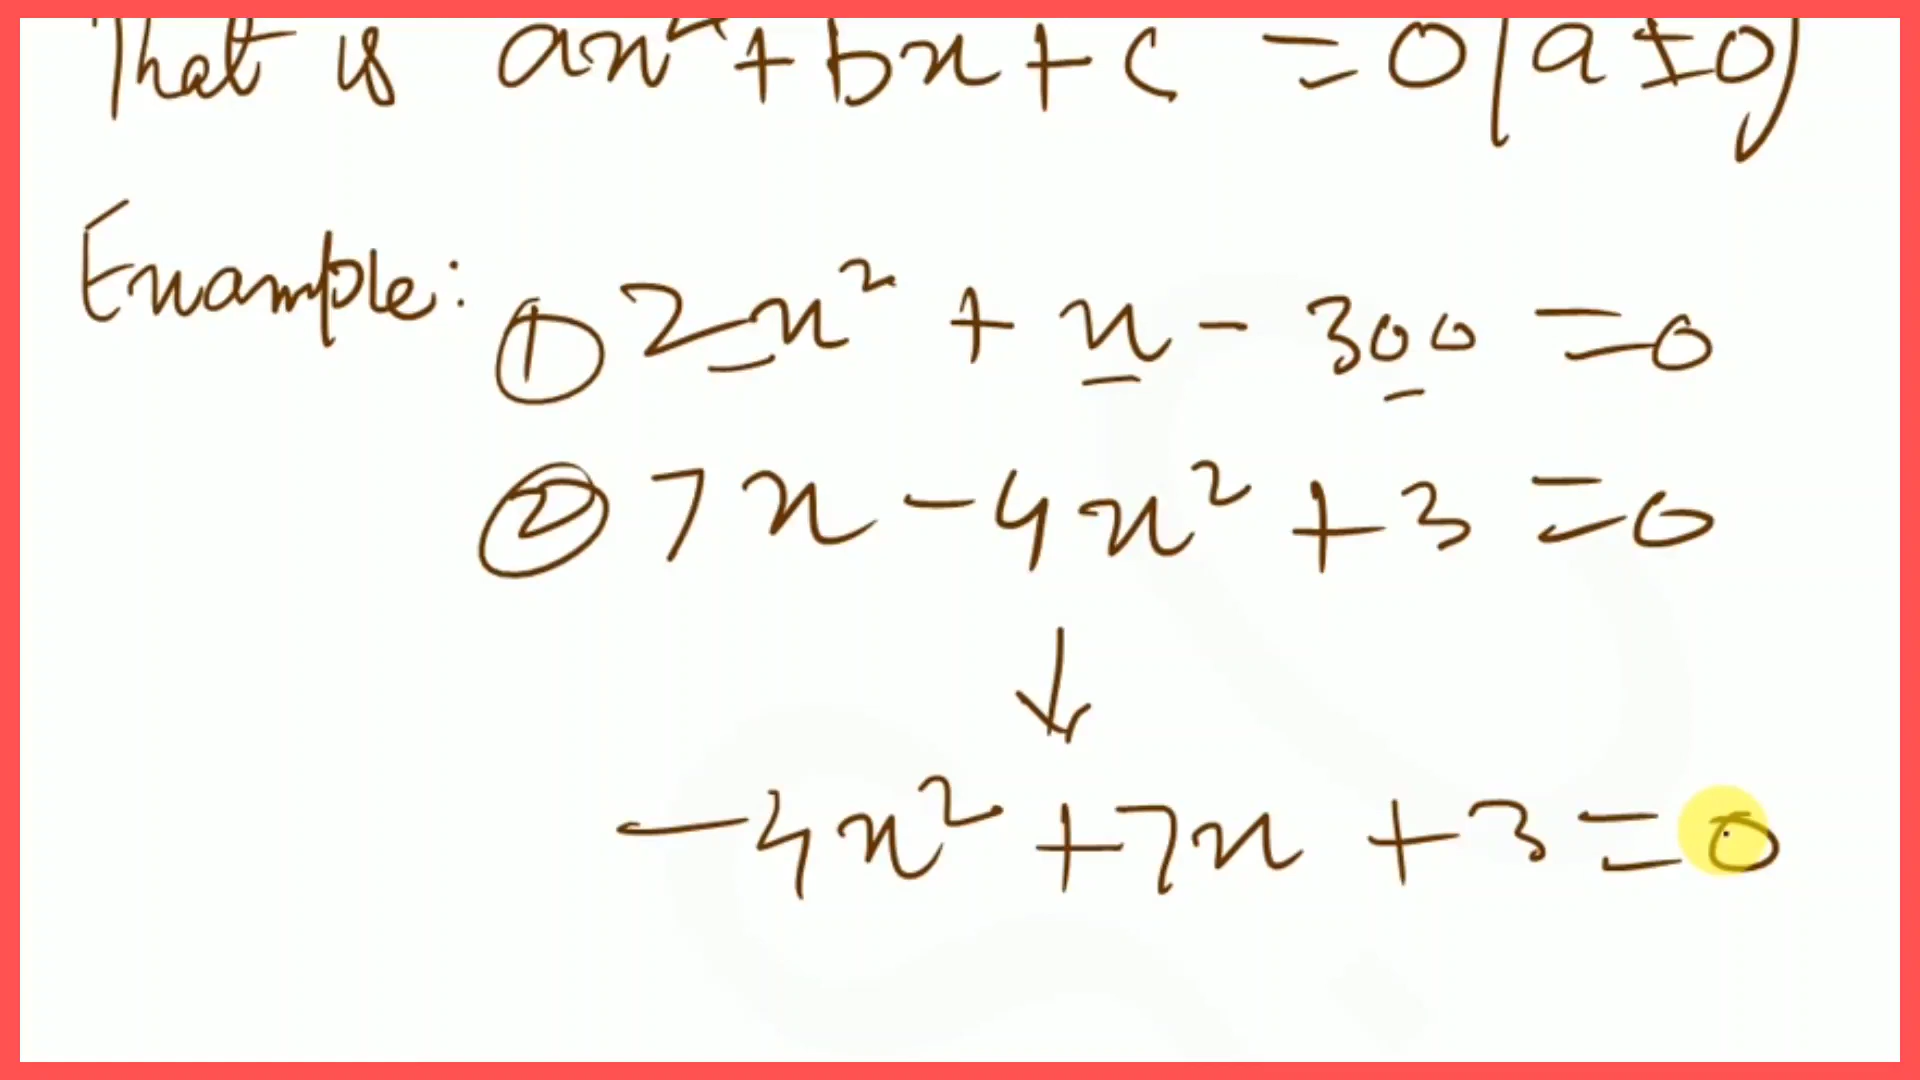 That is ax² + bx + c = 0 (a ≠ 0)
Example: ① 2x² + x - 300 = 0
② 7x - 4x² + 3 = 0
↓
-4x² + 7x + 3 = 0